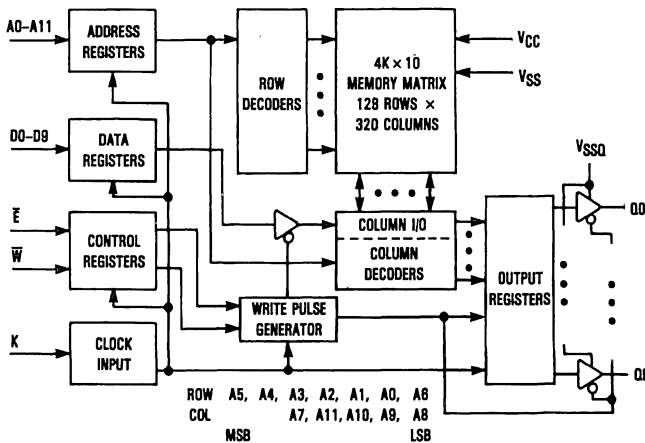 A0–A11
ADDRESS
REGISTERS
ROW
DECODERS
4K × 10
MEMORY MATRIX
128 ROWS ×
320 COLUMNS
VCC
VSS
D0–D9
DATA
REGISTERS
VSSQ
Q0
E̅
W̅
CONTROL
REGISTERS
COLUMN I/O
COLUMN
DECODERS
OUTPUT
REGISTERS
WRITE PULSE
GENERATOR
K
CLOCK
INPUT
ROW A5, A4, A3, A2, A1, A0, A6
COL A7, A11, A10, A9, A8
MSB LSB